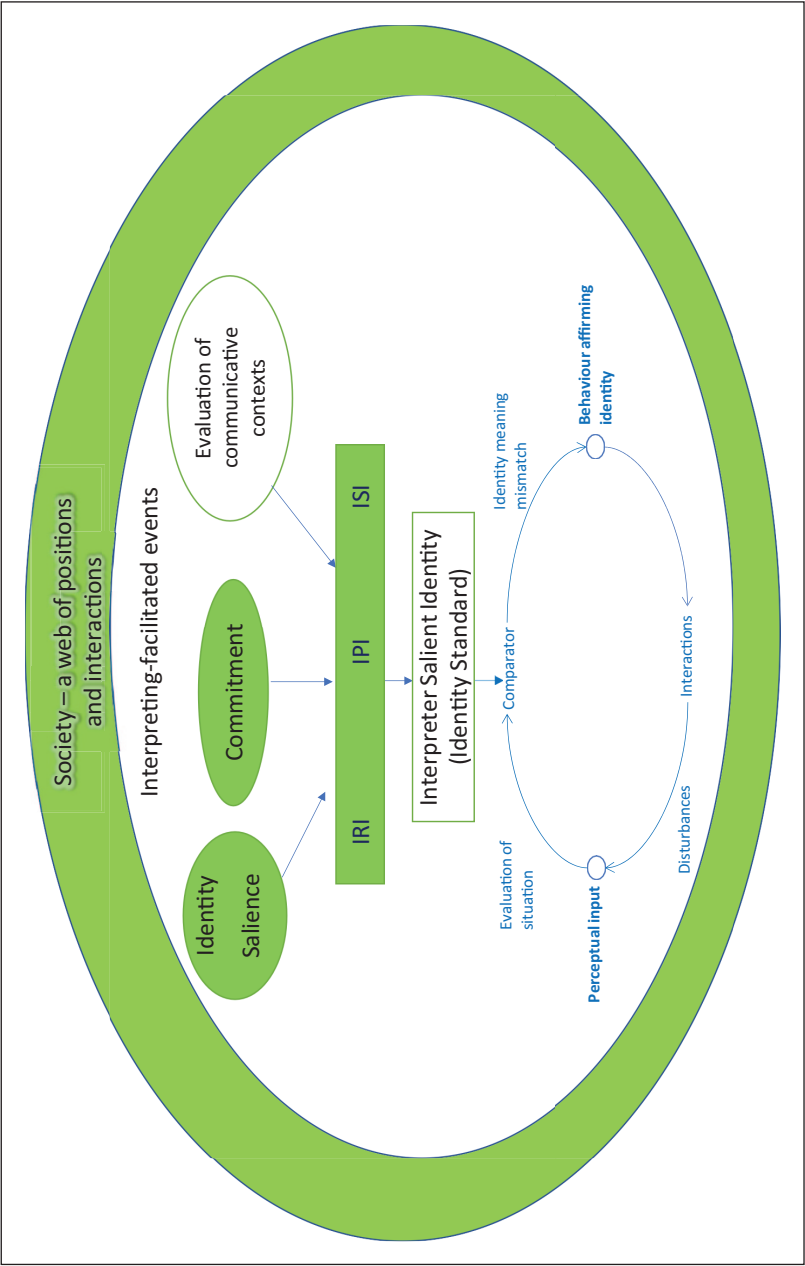 Society – a web of positions
and interactions
Interpreting-facilitated events
Identity
Salience
Commitment
Evaluation of
communicative
contexts
IRI
IPI
ISI
Interpreter Salient Identity
(Identity Standard)
Evaluation of
situation
Comparator
Identity meaning
mismatch
Perceptual input
Behaviour affirming
identity
Disturbances
Interactions